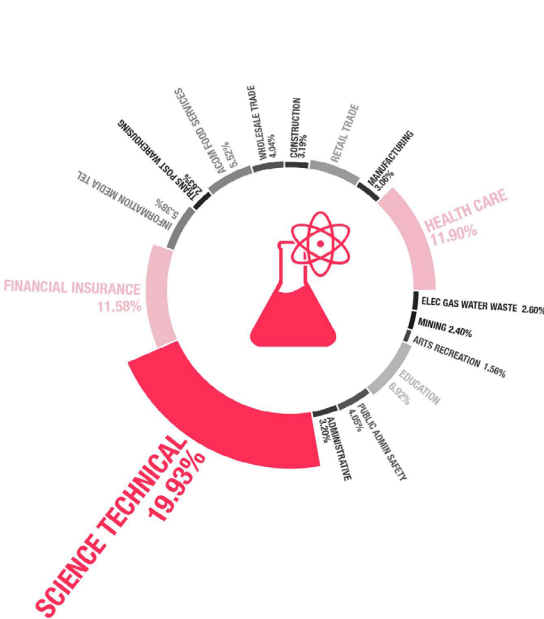 ACOM FOOD SERVICES
5.52%
WHOLESALE TRADE
4.04%
CONSTRUCTION
3.19%
RETAIL TRADE
MANUFACTURING
3.06%
HEALTH CARE
11.90%
ELEC GAS WATER WASTE 2.60%
MINING 2.40%
ARTS RECREATION 1.56%
EDUCATION
6.92%
PUBLIC ADMIN SAFETY
4.05%
ADMINISTRATIVE
3.20%
SCIENCE TECHNICAL
19.93%
FINANCIAL INSURANCE
11.58%
INFORMATION MEDIA TEL
5.38%
TRANS POST WAREHOUSING
2.63%